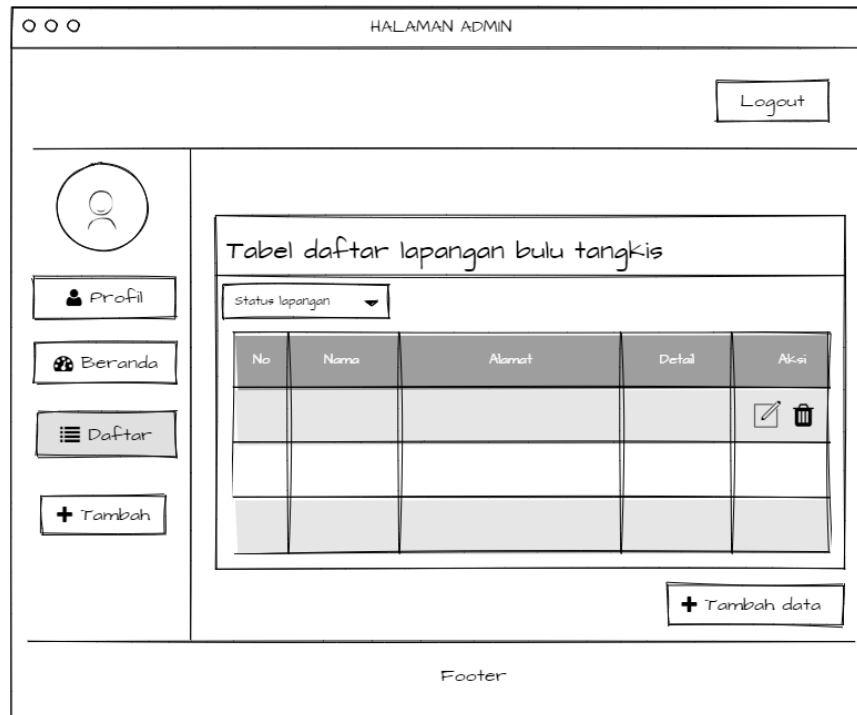 HALAMAN ADMIN
Logout
Profil
Beranda
Daftar
Tambah
Tabel daftar lapangan bulu tangkis
Status lapangan
No Nama Alamat Detail Aksi
Tambah data
Footer